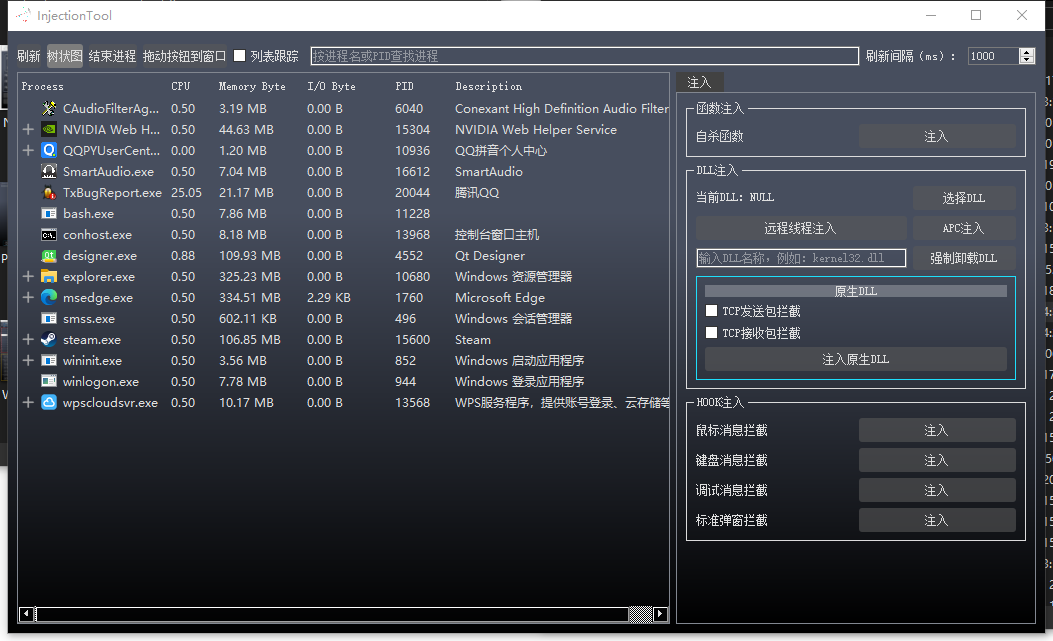 InjectionTool
刷新 树状图 结束进程 拖动按钮到窗口 列表跟踪 按进程名或PID查找进程 刷新间隔（ms）： 1000
Process CPU Memory Byte I/O Byte PID Description
CAudioFilterAg... 0.50 3.19 MB 0.00 B 6040 Conexant High Definition Audio Filter
NVIDIA Web H... 0.50 44.63 MB 0.00 B 15304 NVIDIA Web Helper Service
QQPYUserCent... 0.00 1.20 MB 0.00 B 10936 QQ拼音个人中心
SmartAudio.exe 0.50 7.04 MB 0.00 B 16612 SmartAudio
TxBugReport.exe 25.05 21.17 MB 0.00 B 20044 腾讯QQ
bash.exe 0.50 7.86 MB 0.00 B 11228
conhost.exe 0.50 8.18 MB 0.00 B 13968 控制台窗口主机
designer.exe 0.88 109.93 MB 0.00 B 4552 Qt Designer
explorer.exe 0.50 325.23 MB 0.00 B 10680 Windows 资源管理器
msedge.exe 0.50 334.51 MB 2.29 KB 1760 Microsoft Edge
smss.exe 0.50 602.11 KB 0.00 B 496 Windows 会话管理器
steam.exe 0.50 106.85 MB 0.00 B 15600 Steam
wininit.exe 0.50 3.56 MB 0.00 B 852 Windows 启动应用程序
winlogon.exe 0.50 7.78 MB 0.00 B 944 Windows 登录应用程序
wpscloudsvr.exe 0.50 10.17 MB 0.00 B 13568 WPS服务程序，提供账号登录、云存储等
注入
函数注入
自杀函数 注入
DLL注入
当前DLL：NULL 选择DLL
远程线程注入 APC注入
输入DLL名称，例如：kernel32.dll 强制卸载DLL
原生DLL
TCP发送包拦截
TCP接收包拦截
注入原生DLL
HOOK注入
鼠标消息拦截 注入
键盘消息拦截 注入
调试消息拦截 注入
标准弹窗拦截 注入